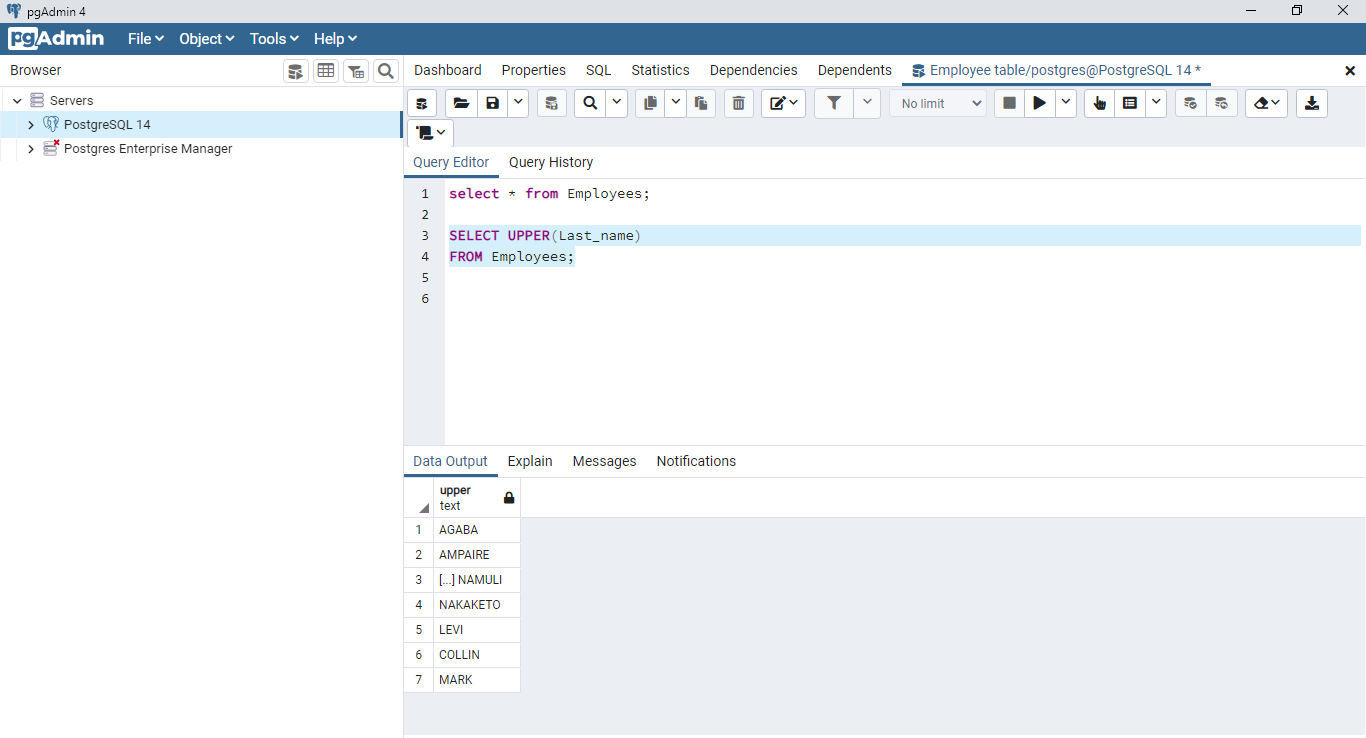 pgAdmin 4
pgAdmin
File Object Tools Help
Browser
Dashboard Properties SQL Statistics Dependencies Dependents Employee table/postgres@PostgreSQL 14 *
Servers
PostgreSQL 14
Postgres Enterprise Manager
No limit
Query Editor Query History
1 select * from Employees;
2
3 SELECT UPPER(Last_name)
4 FROM Employees;
5
6
Data Output Explain Messages Notifications
upper
text
1 AGABA
2 AMPAIRE
3 [...] NAMULI
4 NAKAKETO
5 LEVI
6 COLLIN
7 MARK